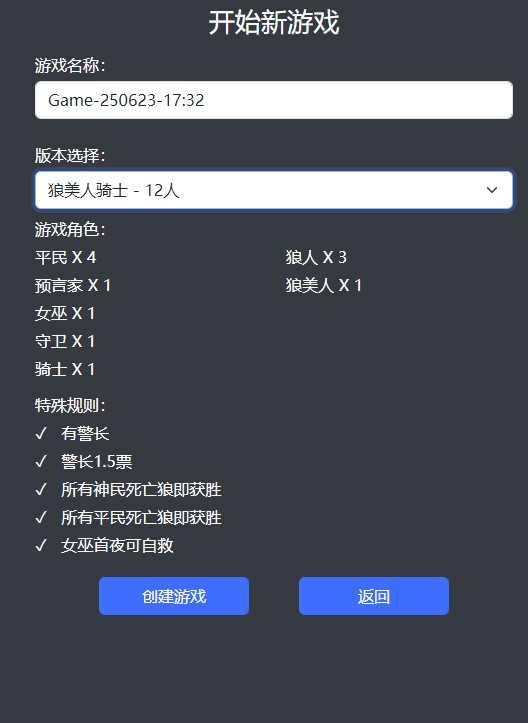 开始新游戏
游戏名称：
Game-250623-17:32
版本选择：
狼美人骑士 - 12人
游戏角色：
平民 X 4 狼人 X 3
预言家 X 1 狼美人 X 1
女巫 X 1
守卫 X 1
骑士 X 1
特殊规则：
✓ 有警长
✓ 警长1.5票
✓ 所有神民死亡狼即获胜
✓ 所有平民死亡狼即获胜
✓ 女巫首夜可自救
创建游戏 返回